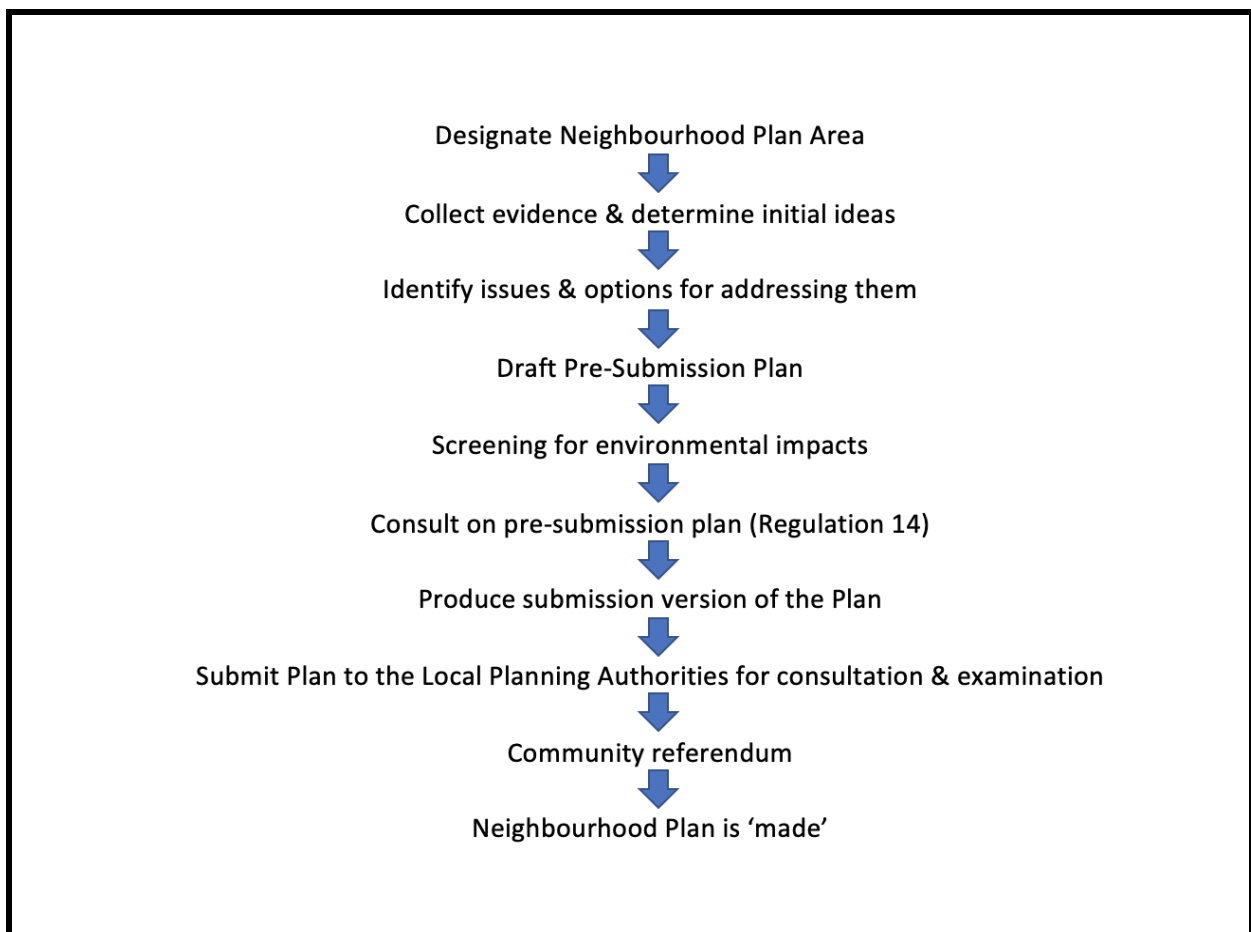 Designate Neighbourhood Plan Area
Collect evidence & determine initial ideas
Identify issues & options for addressing them
Draft Pre-Submission Plan
Screening for environmental impacts
Consult on pre-submission plan (Regulation 14)
Produce submission version of the Plan
Submit Plan to the Local Planning Authorities for consultation & examination
Community referendum
Neighbourhood Plan is ‘made’